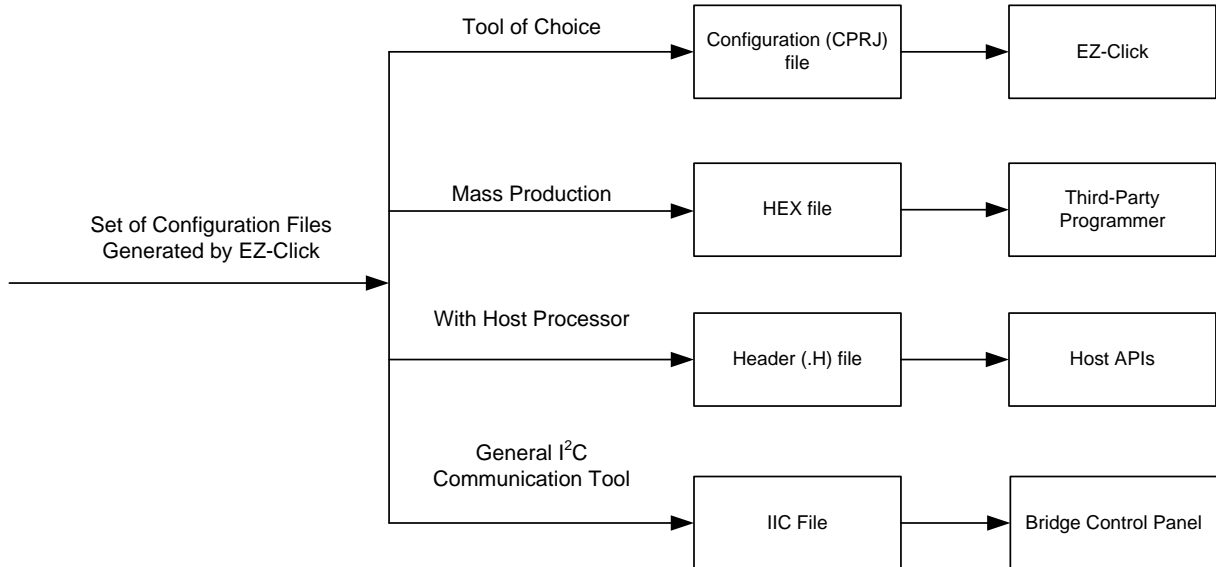 Tool of Choice
Configuration (CPRJ)
file
EZ-Click
Mass Production
HEX file
Third-Party
Programmer
Set of Configuration Files
Generated by EZ-Click
With Host Processor
Header (.H) file
Host APIs
General I²C
Communication Tool
IIC File
Bridge Control Panel